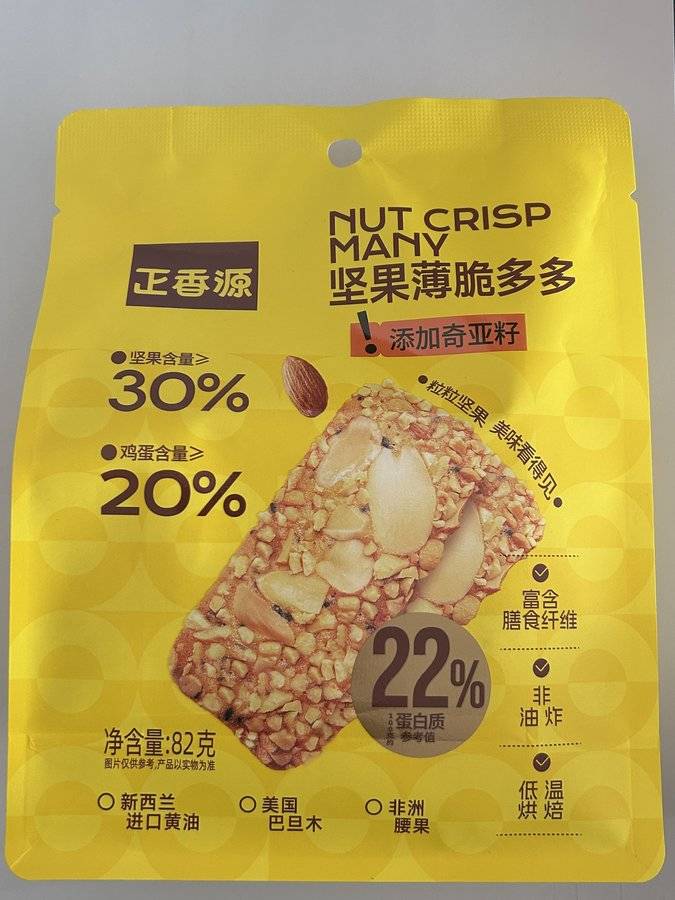 NUT CRISP
MANY
坚果薄脆多多
正香源
!添加奇亚籽
坚果含量≥
30%
鸡蛋含量≥
20%
粒粒坚果 美味看得见
富含
膳食纤维
非
油炸
低温
烘焙
22%
蛋白质
参考值
净含量:82克
图片仅供参考,产品以实物为准
新西兰
进口黄油
美国
巴旦木
非洲
腰果